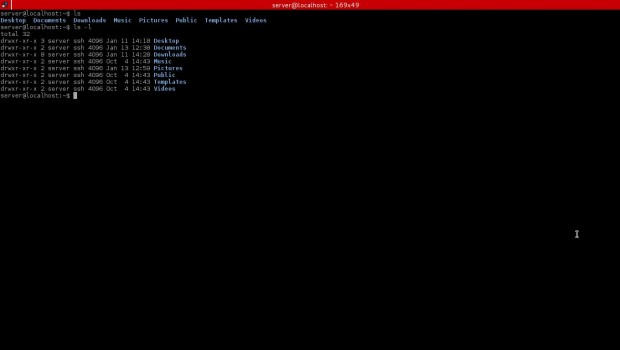 server@localhost: ~ 169x49
server@localhost:~$ ls
Desktop Documents Downloads Music Pictures Public Templates Videos
server@localhost:~$ ls -l
total 32
drwxr-xr-x 3 server ssh 4096 Jan 11 14:18 Desktop
drwxr-xr-x 2 server ssh 4096 Jan 13 12:38 Documents
drwxr-xr-x 8 server ssh 4096 Jan 11 14:28 Downloads
drwxr-xr-x 2 server ssh 4096 Oct 4 14:43 Music
drwxr-xr-x 2 server ssh 4096 Jan 13 12:59 Pictures
drwxr-xr-x 2 server ssh 4096 Oct 4 14:43 Public
drwxr-xr-x 2 server ssh 4096 Oct 4 14:43 Templates
drwxr-xr-x 2 server ssh 4096 Oct 4 14:43 Videos
server@localhost:~$